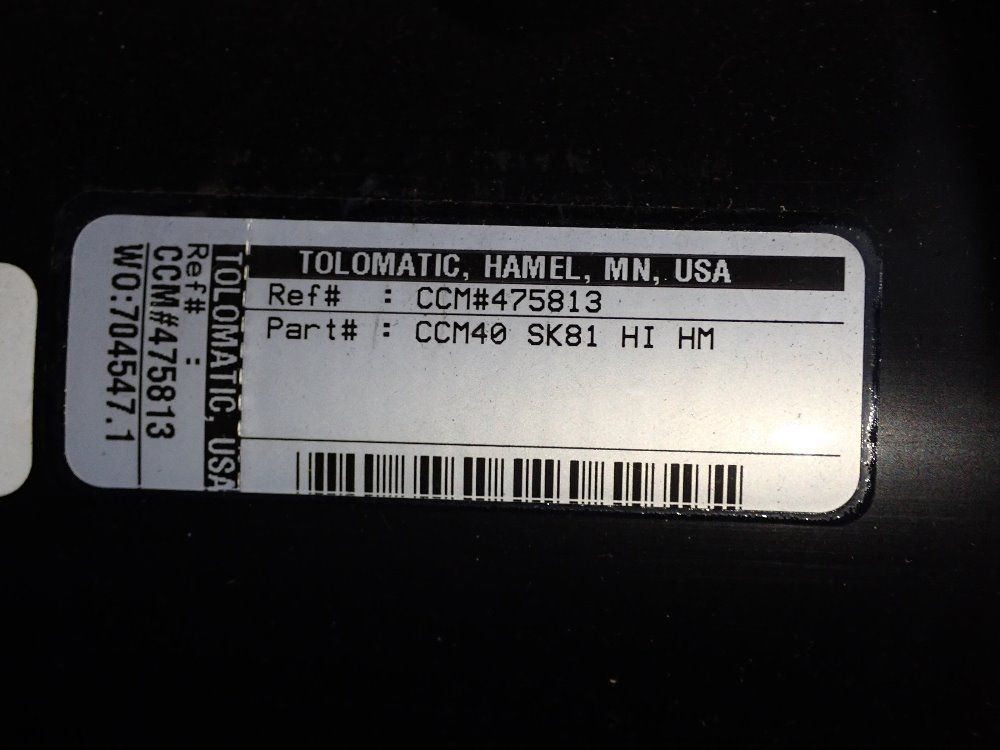 TOLOMATIC, HAMEL, MN, USA
Ref# : CCM#475813
Part# : CCM40 SK81 HI HM
TOLOMATIC, USA
Ref# :
CCM#475813
WO:704547.1